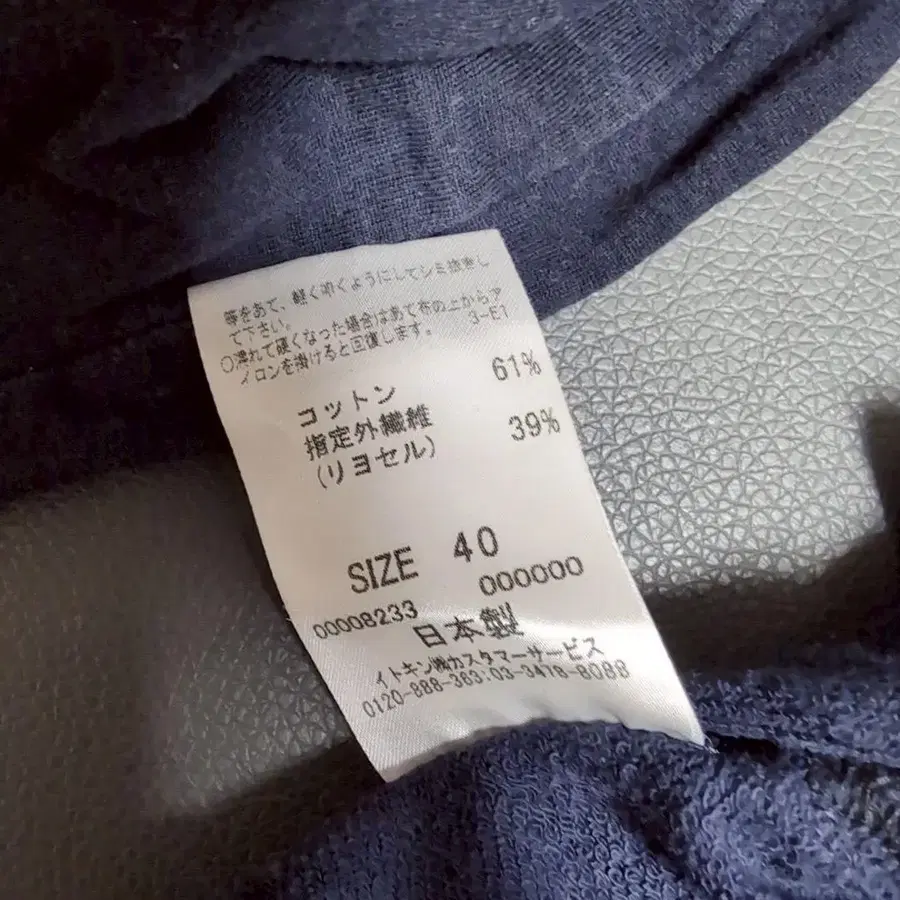 等をあて、軽く叩くようにしてシミ抜きし
て下さい。
○濡れて硬くなった場合はあて布の上からア
イロンを掛けると回復します。 3-E1
コットン 61%
指定外繊維 39%
(リヨセル)
SIZE 40
00008233 000000
日本製
イトキン㈱カスタマーサービス
0120-888-363:03-3478-8088